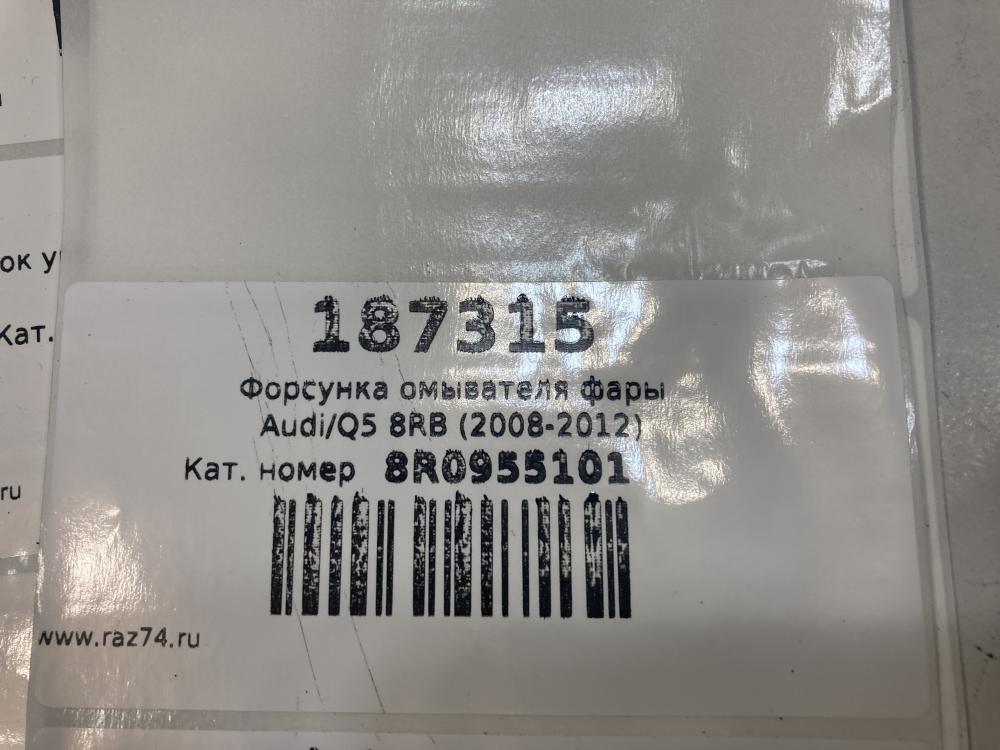 ок у
Кат.
ru
187315
Форсунка омывателя фары
Audi/Q5 8RB (2008-2012)
Кат. номер 8R0955101
www.raz74.ru